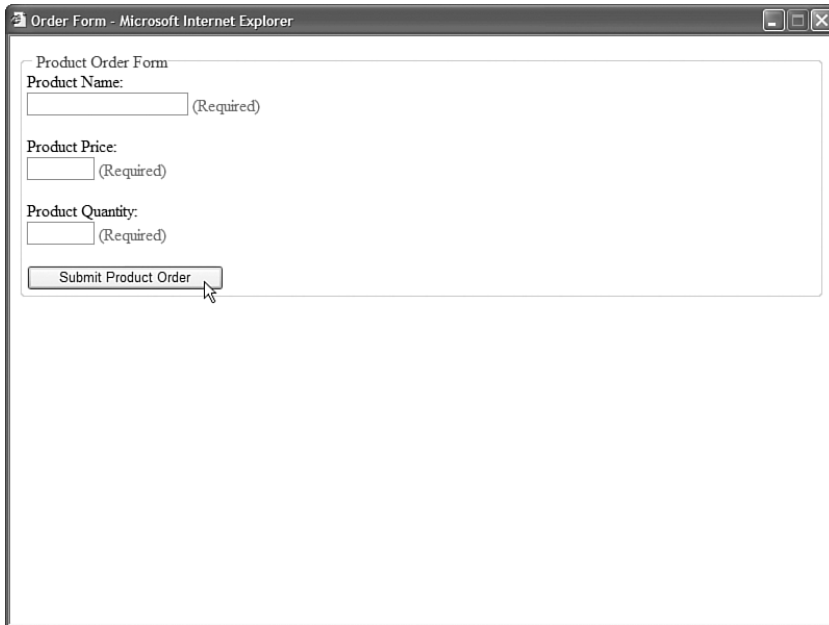 Order Form - Microsoft Internet Explorer
Product Order Form
Product Name:
(Required)
Product Price:
(Required)
Product Quantity:
(Required)
Submit Product Order